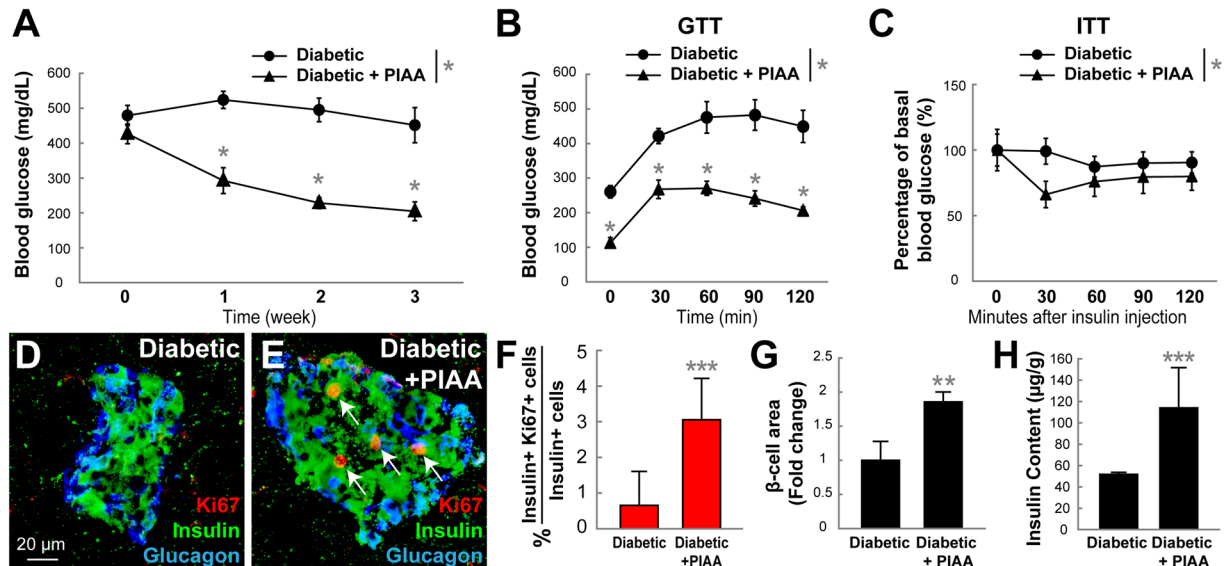 A
Diabetic
Diabetic + PIAA
*
Blood glucose (mg/dL)
600
500
400
300
200
100
0
*
*
*
0 1 2 3
Time (week)
B
GTT
Diabetic
Diabetic + PIAA
*
Blood glucose (mg/dL)
600
500
400
300
200
100
0
*
*
*
*
*
0 30 60 90 120
Time (min)
C
ITT
Diabetic
Diabetic + PIAA
*
Percentage of basal
blood glucose (%)
150
100
50
0
0 30 60 90 120
Minutes after insulin injection
D
Diabetic
Ki67
Insulin
Glucagon
20 µm
E
Diabetic
+PIAA
Ki67
Insulin
Glucagon
F
% Insulin+ Ki67+ cells
Insulin+ cells
5
4
3
2
1
0
***
Diabetic
Diabetic
+PIAA
G
β-cell area
(Fold change)
2.5
2
1.5
1
0.5
0
**
Diabetic
Diabetic
+ PIAA
H
Insulin Content (µg/g)
160
140
120
100
80
60
40
20
0
***
Diabetic
Diabetic
+ PIAA